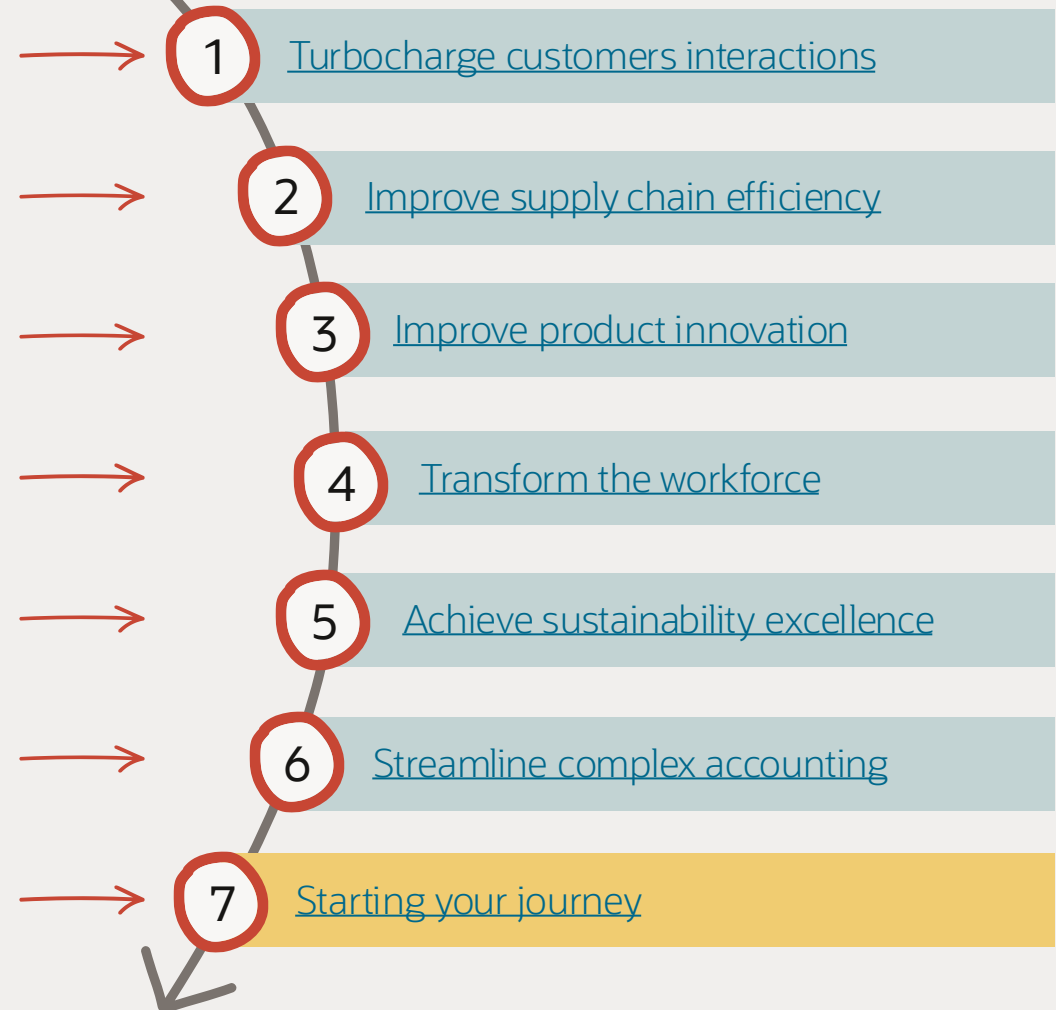 1 Turbocharge customers interactions
2 Improve supply chain efficiency
3 Improve product innovation
4 Transform the workforce
5 Achieve sustainability excellence
6 Streamline complex accounting
7 Starting your journey